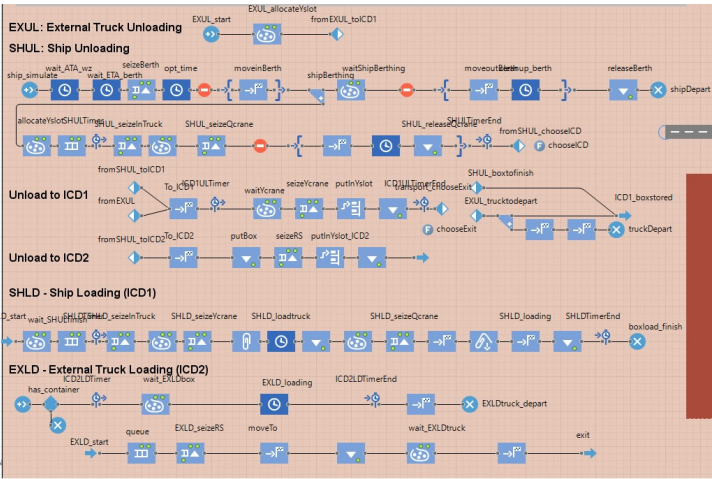 EXUL: External Truck Unloading
EXUL_start
EXUL_allocateYslot
fromEXUL_toICD1
SHUL: Ship Unloading
ship_simulate
wait_ATA_wz
wait_ETA_berth
seizeBerth
opt_time
moveinBerth
shipBerthing
waitShipBerthing
releaseBerth
shipDepart
SHUL_seizeInTruck
SHUL_seizeQcrane
SHUL_releaseQcrane
SHULTimerEnd
fromSHUL_chooseICD
chooseICD
Unload to ICD1
fromSHUL_toICD1
fromEXUL
To_ICD1
ICD1ULTimer
waitYcrane
seizeYcrane
putInYslot
ICD1ULTimerEnd
transport_chooseExit
chooseExit
SHUL_boxtofinish
EXUL_trucktodepart
ICD1_boxstored
truckDepart
Unload to ICD2
fromSHUL_toICD2
To_ICD2
putBox
seizeRS
putInYslot_ICD2
SHLD - Ship Loading (ICD1)
SHLD_seizeInTruck
SHLD_seizeYcrane
SHLD_loadtruck
SHLD_seizeQcrane
SHLD_loading
SHLDTimerEnd
boxload_finish
EXLD - External Truck Loading (ICD2)
has_container
ICD2LDTimer
wait_EXLDbox
EXLD_loading
ICD2LDTimerEnd
EXLDtruck_depart
EXLD_start
queue
EXLD_seizeRS
moveTo
wait_EXLDtruck
exit